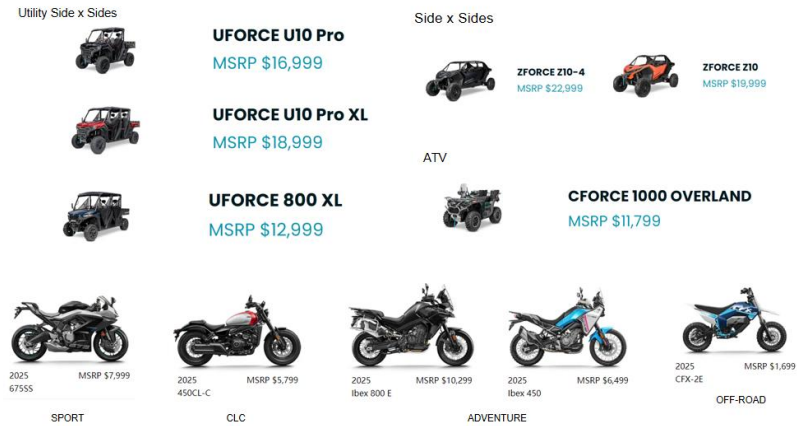 Utility Side x Sides
UFORCE U10 Pro
MSRP $16,999
UFORCE U10 Pro XL
MSRP $18,999
UFORCE 800 XL
MSRP $12,999
Side x Sides
ZFORCE Z10-4
MSRP $22,999
ZFORCE Z10
MSRP $19,999
ATV
CFORCE 1000 OVERLAND
MSRP $11,799
2025 MSRP $7,999
675SS
SPORT
2025 MSRP $5,799
450CL-C
CLC
2025 MSRP $10,299
Ibex 800 E
2025 MSRP $6,499
Ibex 450
ADVENTURE
2025 MSRP $1,699
CFX-2E
OFF-ROAD